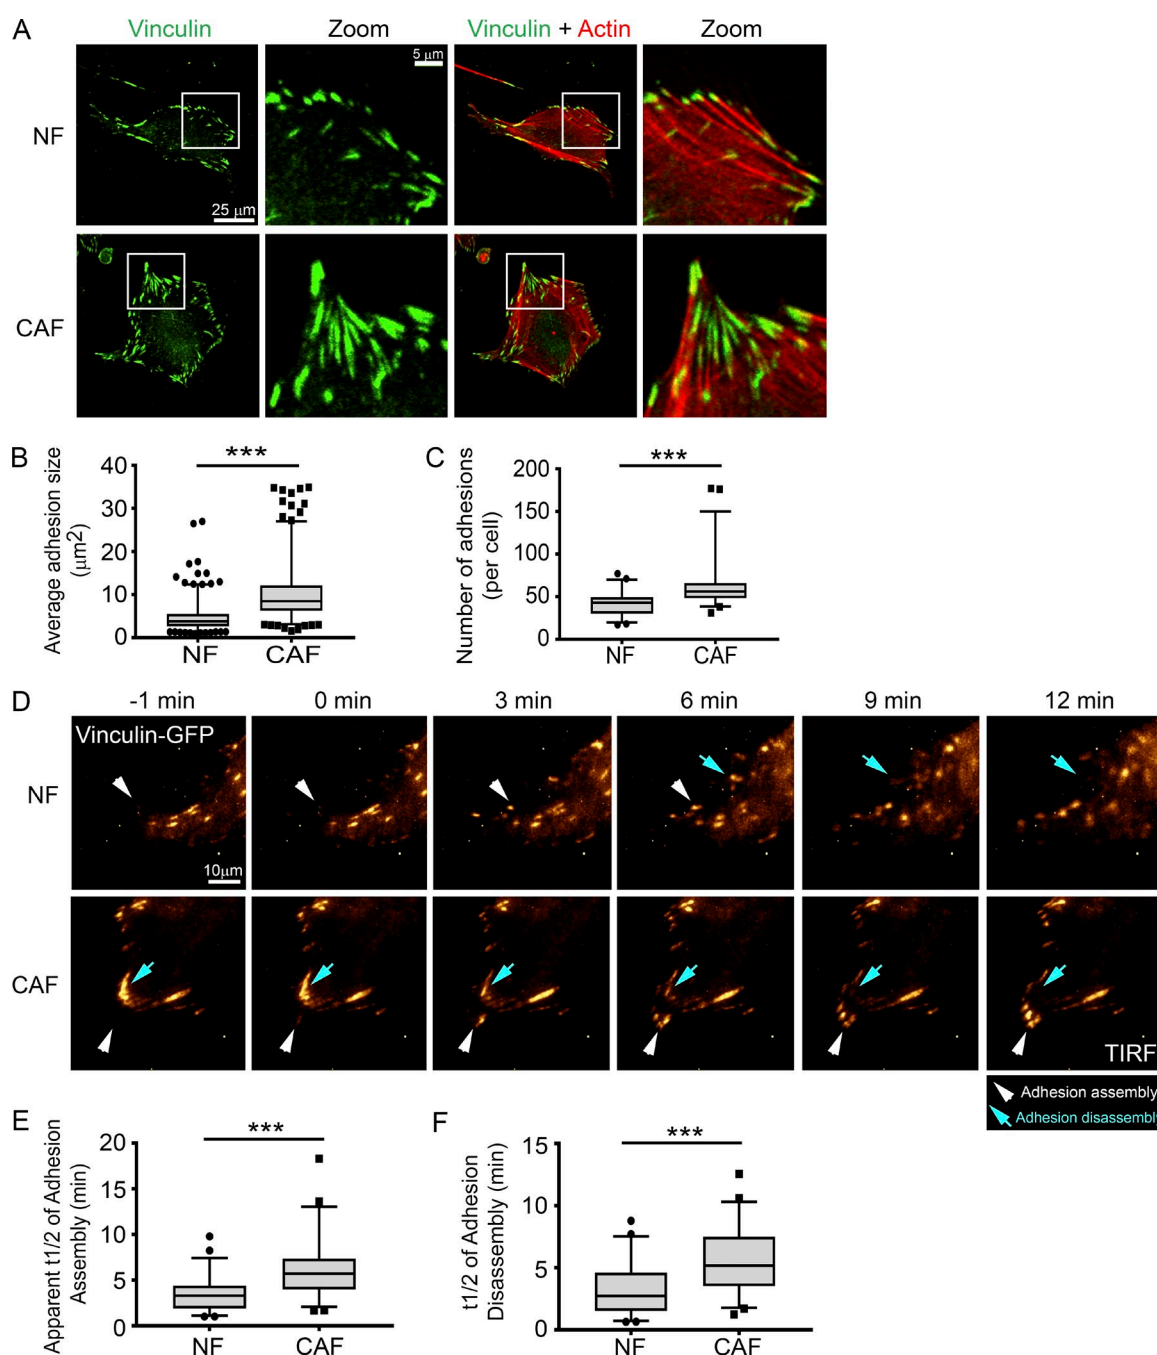 A
Vinculin
Zoom
Vinculin + Actin
Zoom
5 μm
NF
25 μm
CAF
B
Average adhesion size
(μm2)
40
30
20
10
0
***
NF
CAF
C
Number of adhesions
(per cell)
200
150
100
50
0
***
NF
CAF
D
-1 min
0 min
3 min
6 min
9 min
12 min
Vinculin-GFP
NF
10μm
CAF
TIRF
Adhesion assembly
Adhesion disassembly
E
Apparent t1/2 of Adhesion
Assembly (min)
20
15
10
5
0
***
NF
CAF
F
t1/2 of Adhesion
Disassembly (min)
15
10
5
0
***
NF
CAF